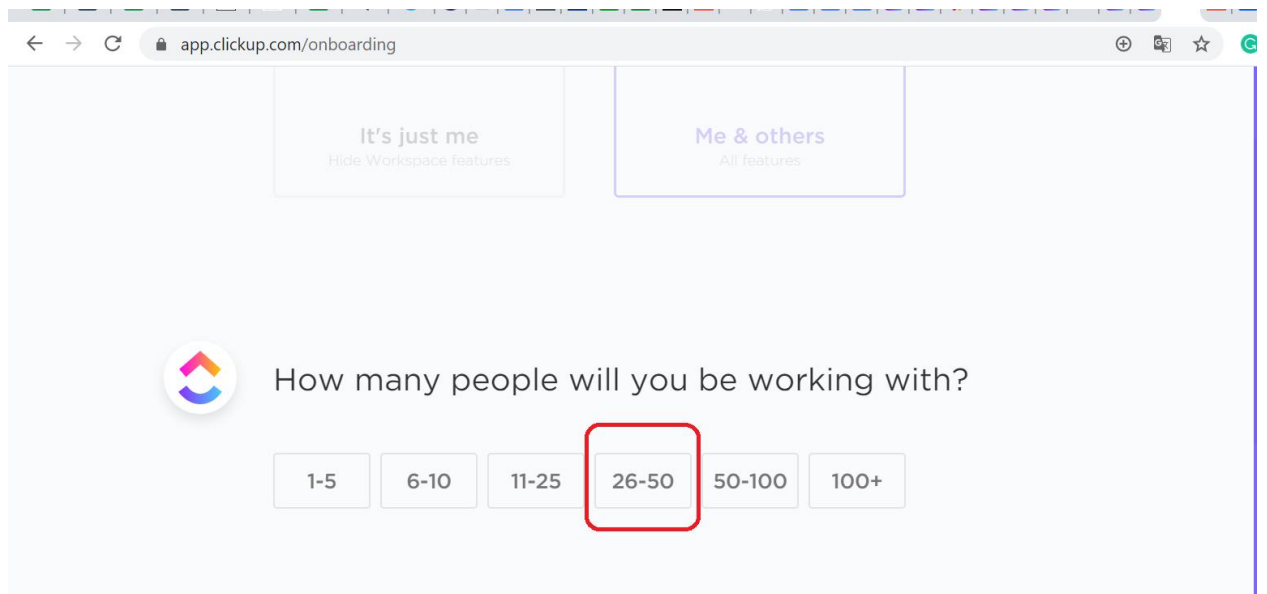 app.clickup.com/onboarding
It's just me
Me & others
Hide Workspace features
All features
How many people will you be working with?
1-5 6-10 11-25 26-50 50-100 100+